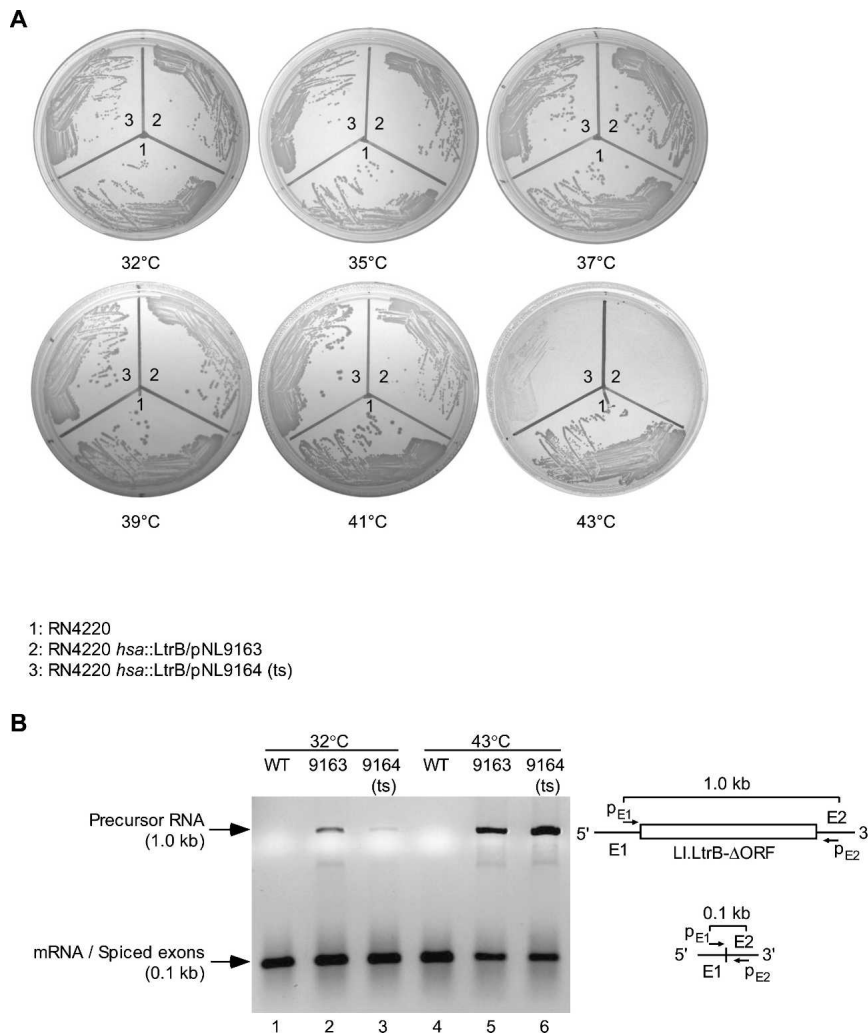 A
3 2
1
32°C
3 2
1
35°C
3 2
1
37°C
3 2
1
39°C
3 2
1
41°C
3 2
1
43°C
1: RN4220
2: RN4220 hsa::LtrB/pNL9163
3: RN4220 hsa::LtrB/pNL9164 (ts)
B
32°C 43°C
WT 9163 9164 WT 9163 9164
(ts) (ts)
1.0 kb
Precursor RNA
(1.0 kb)
pE1 E2
5' 3'
E1 LI.LtrB-ΔORF pE2
0.1 kb
pE1 E2
5' 3'
E1 pE2
mRNA / Spiced exons
(0.1 kb)
1 2 3 4 5 6